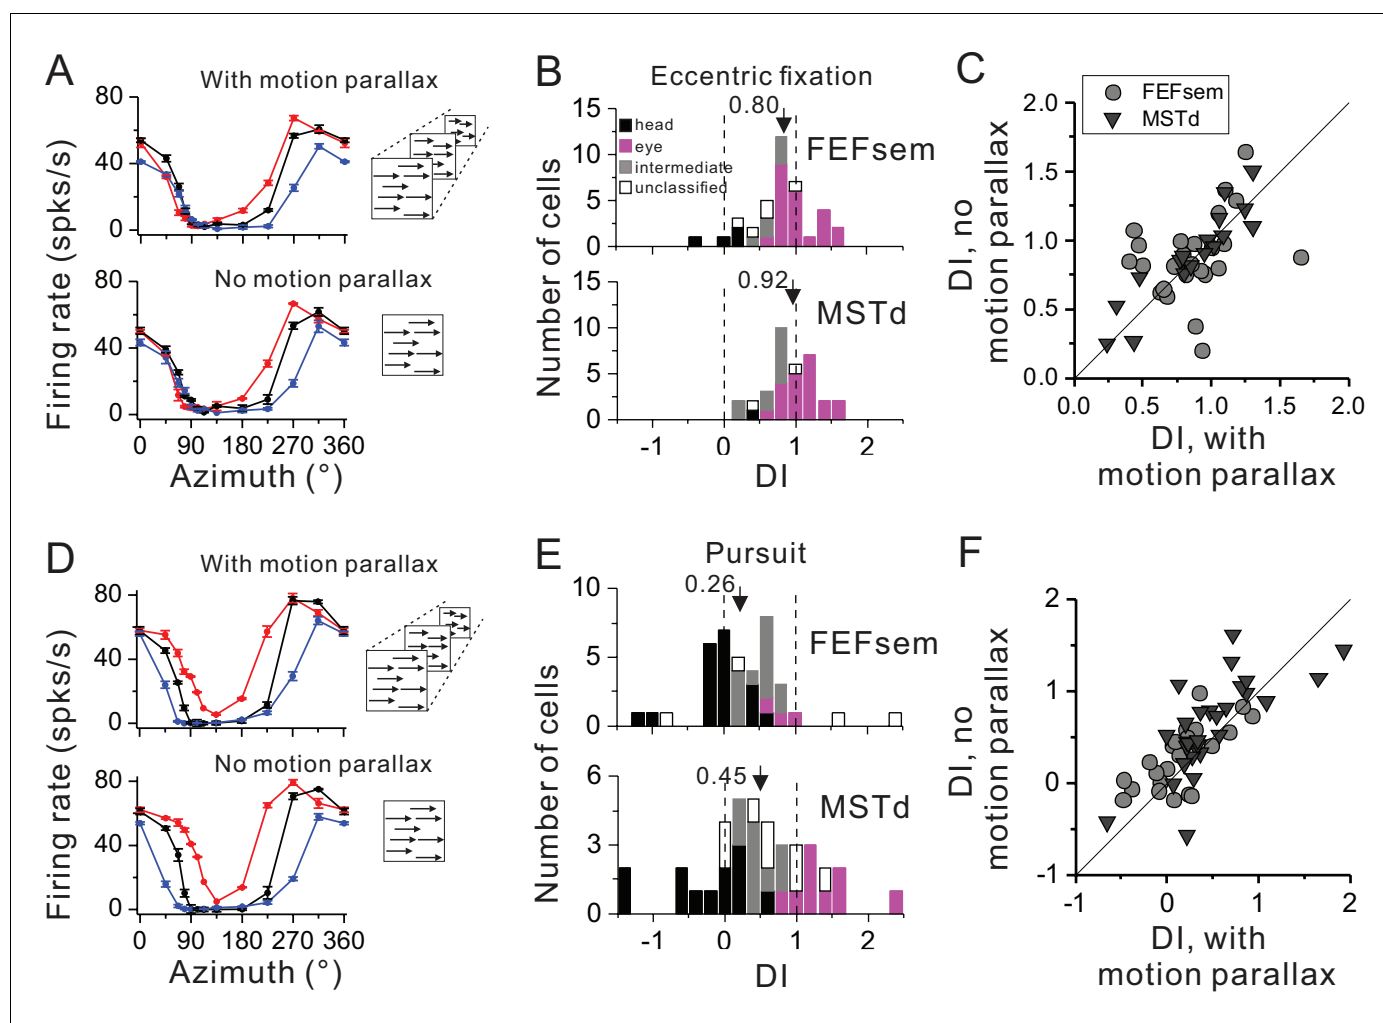 A
With motion parallax
80
40
0
Firing rate (spks/s)
No motion parallax
80
40
0
0 90 180 270 360
Azimuth (°)
B
Eccentric fixation
0.80
15
10
5
0
head
eye
intermediate
unclassified
FEFsem
Number of cells
0.92
15
10
5
0
MSTd
-1 0 1 2
DI
C
FEFsem
MSTd
2.0
1.5
1.0
0.5
0.0
DI, no
motion parallax
0.0 0.5 1.0 1.5 2.0
DI, with
motion parallax
D
With motion parallax
80
40
0
Firing rate (spks/s)
No motion parallax
80
40
0
0 90 180 270 360
Azimuth (°)
E
Pursuit
0.26
10
5
0
FEFsem
Number of cells
0.45
6
3
0
MSTd
-1 0 1 2
DI
F
2
1
0
-1
DI, no
motion parallax
-1 0 1 2
DI, with
motion parallax